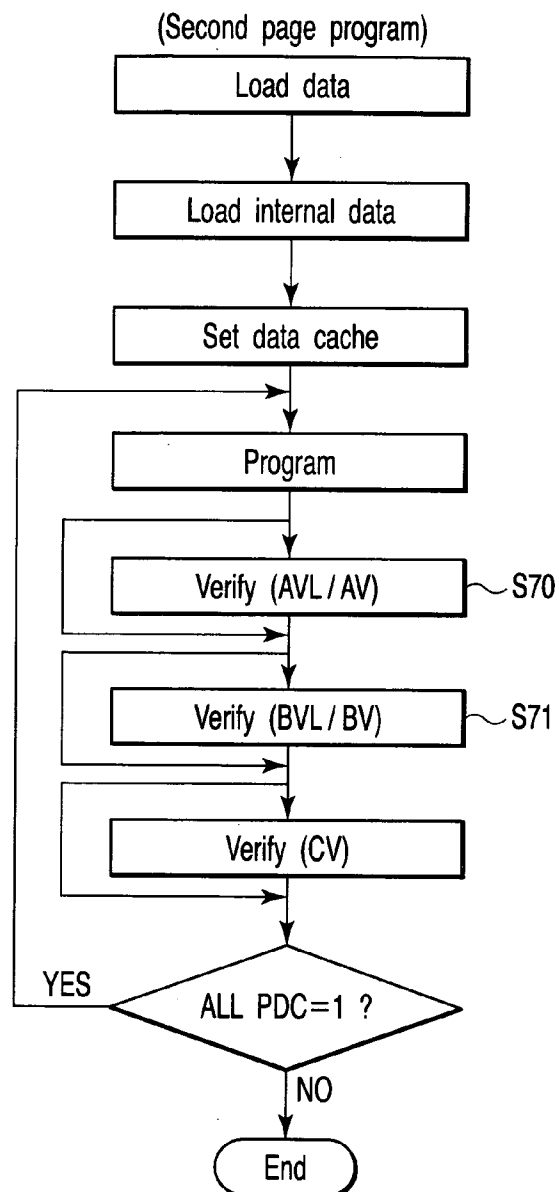 (Second page program)
Load data
Load internal data
Set data cache
Program
Verify (AVL / AV)
S70
Verify (BVL / BV)
S71
Verify (CV)
YES
ALL PDC=1 ?
NO
End